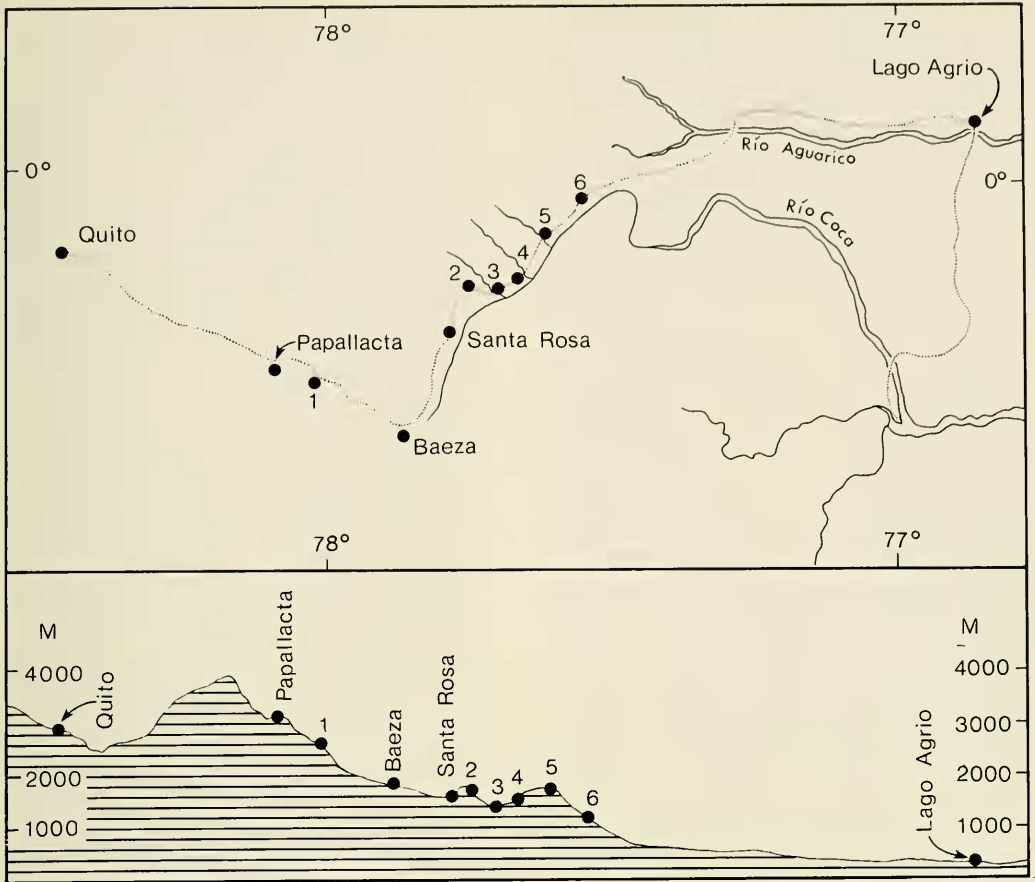 78°
77°
Lago Agrio
Río Aguarico
0°
0°
6
Río Coca
5
Quito
4
2
3
Santa Rosa
Papallacta
1
Baeza
78°
77°
M
M
Papallacta
4000
4000
Quito
Santa Rosa
1
3000
Baeza
2
5
2000
2000
4
3
6
Lago Agrio
1000
1000